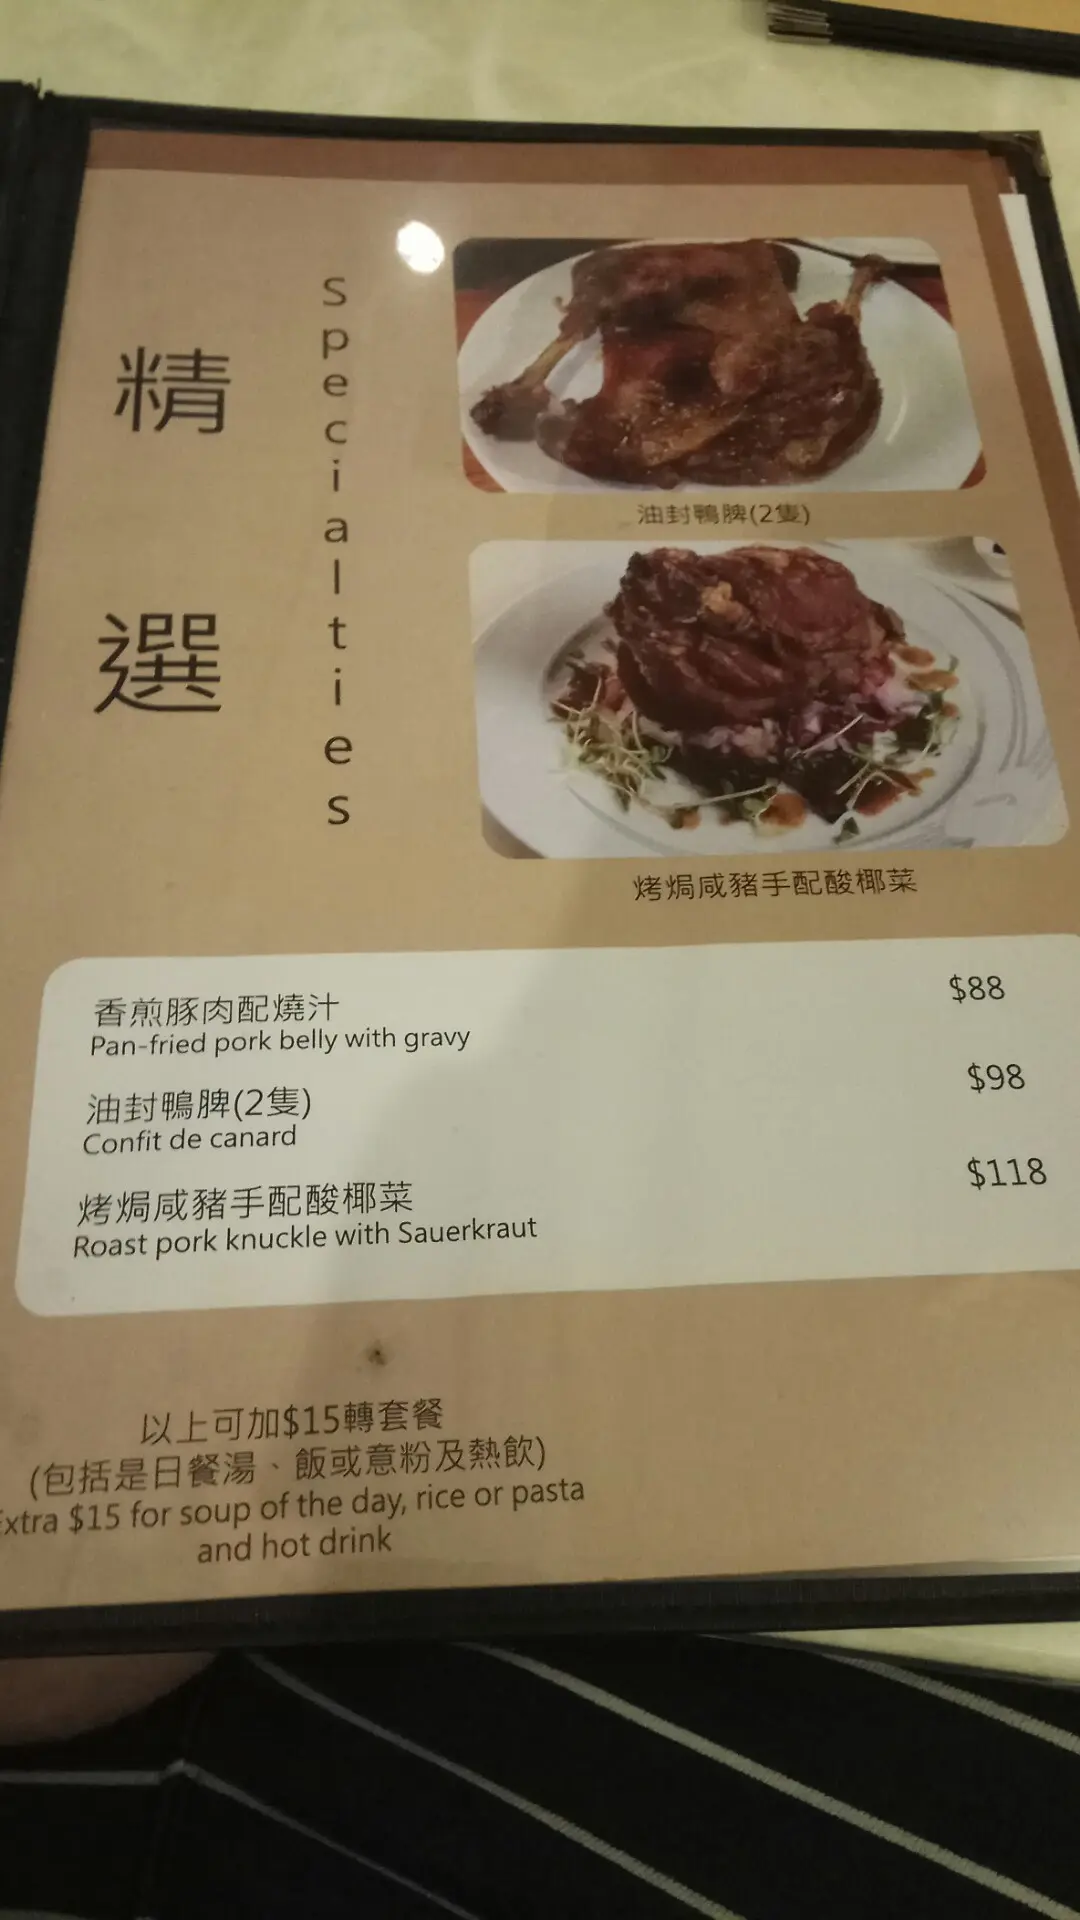 精選
Specialties
油封鴨脾(2隻)
烤焗咸豬手配酸椰菜
香煎豚肉配燒汁
$88
Pan-fried pork belly with gravy
油封鴨脾(2隻)
$98
Confit de canard
烤焗咸豬手配酸椰菜
$118
Roast pork knuckle with Sauerkraut
以上可加$15轉套餐
(包括是日餐湯、飯或意粉及熱飲)
Extra $15 for soup of the day, rice or pasta
and hot drink